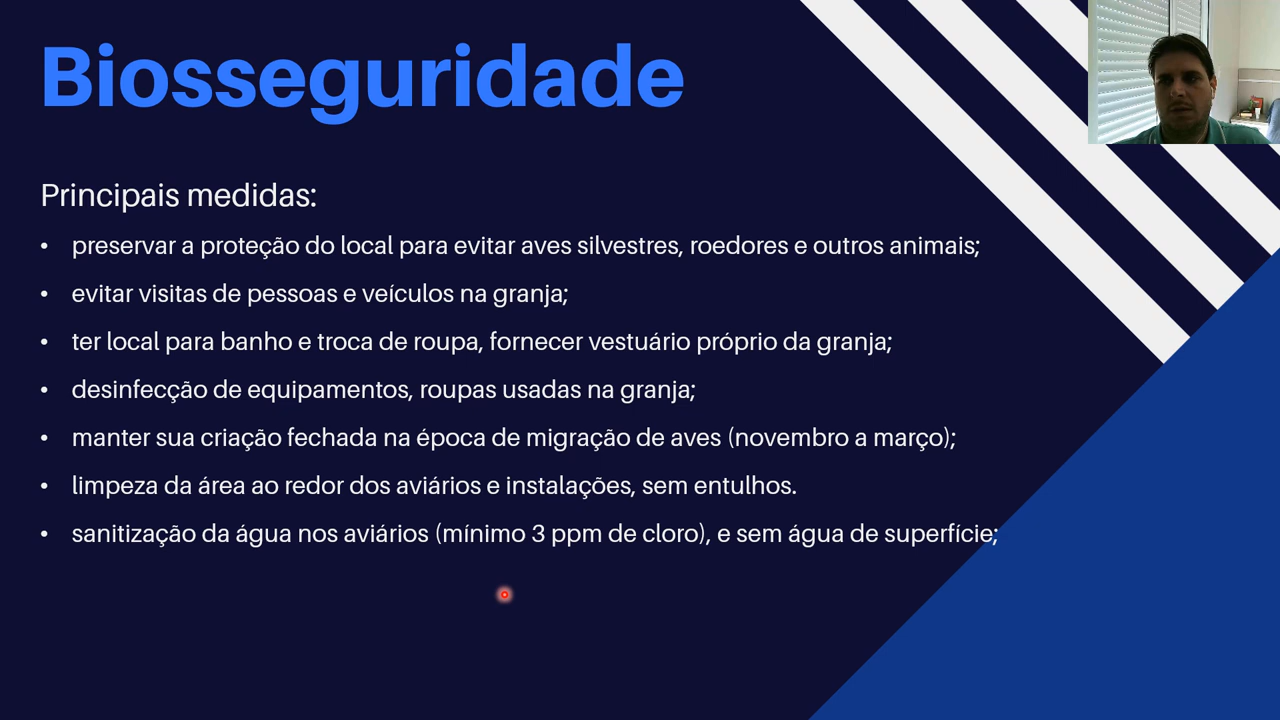 Biosseguridade
Principais medidas:
• preservar a proteção do local para evitar aves silvestres, roedores e outros animais;
• evitar visitas de pessoas e veículos na granja;
• ter local para banho e troca de roupa, fornecer vestuário próprio da granja;
• desinfecção de equipamentos, roupas usadas na granja;
• manter sua criação fechada na época de migração de aves (novembro a março);
• limpeza da área ao redor dos aviários e instalações, sem entulhos.
• sanitização da água nos aviários (mínimo 3 ppm de cloro), e sem água de superfície;